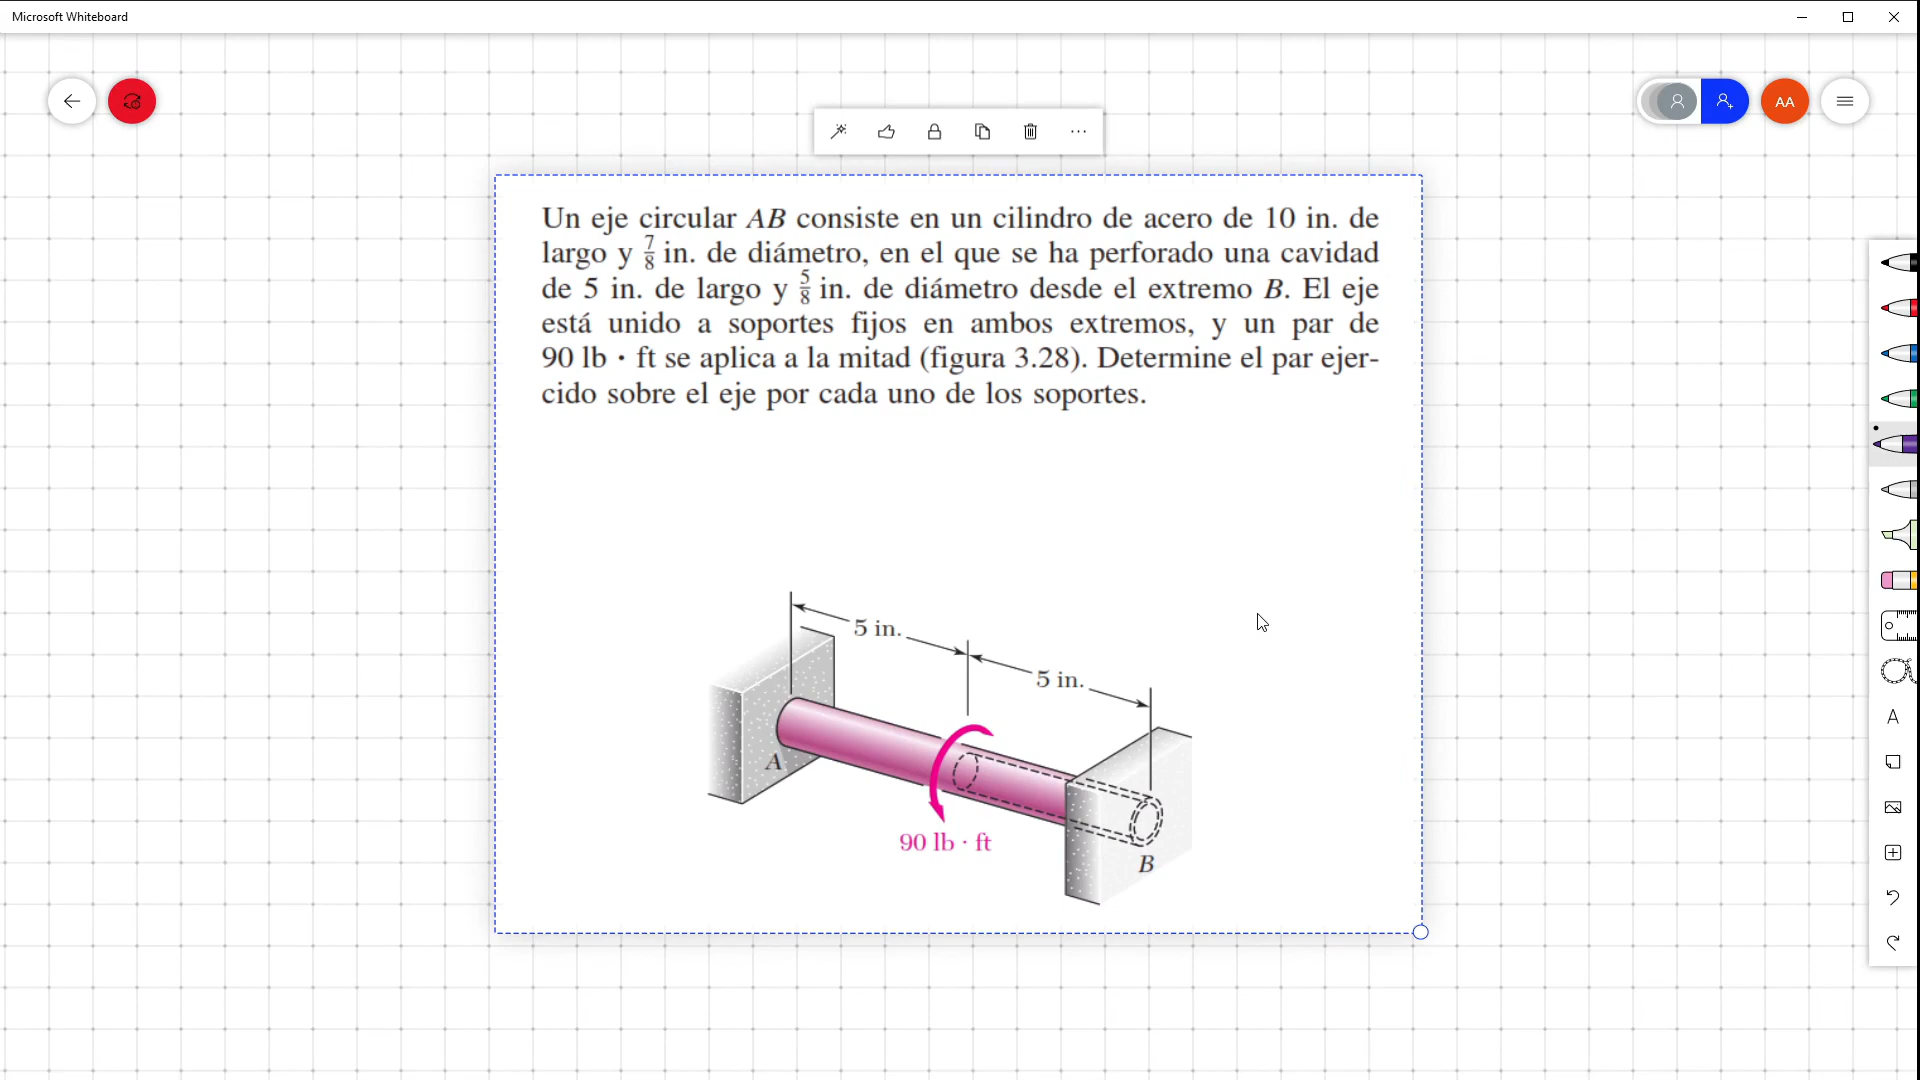 Microsoft Whiteboard
AA
Un eje circular AB consiste en un cilindro de acero de 10 in. de
largo y 7/8 in. de diámetro, en el que se ha perforado una cavidad
de 5 in. de largo y 5/8 in. de diámetro desde el extremo B. El eje
está unido a soportes fijos en ambos extremos, y un par de
90 lb · ft se aplica a la mitad (figura 3.28). Determine el par ejer-
cido sobre el eje por cada uno de los soportes.
5 in.
5 in.
A
90 lb · ft
B
A